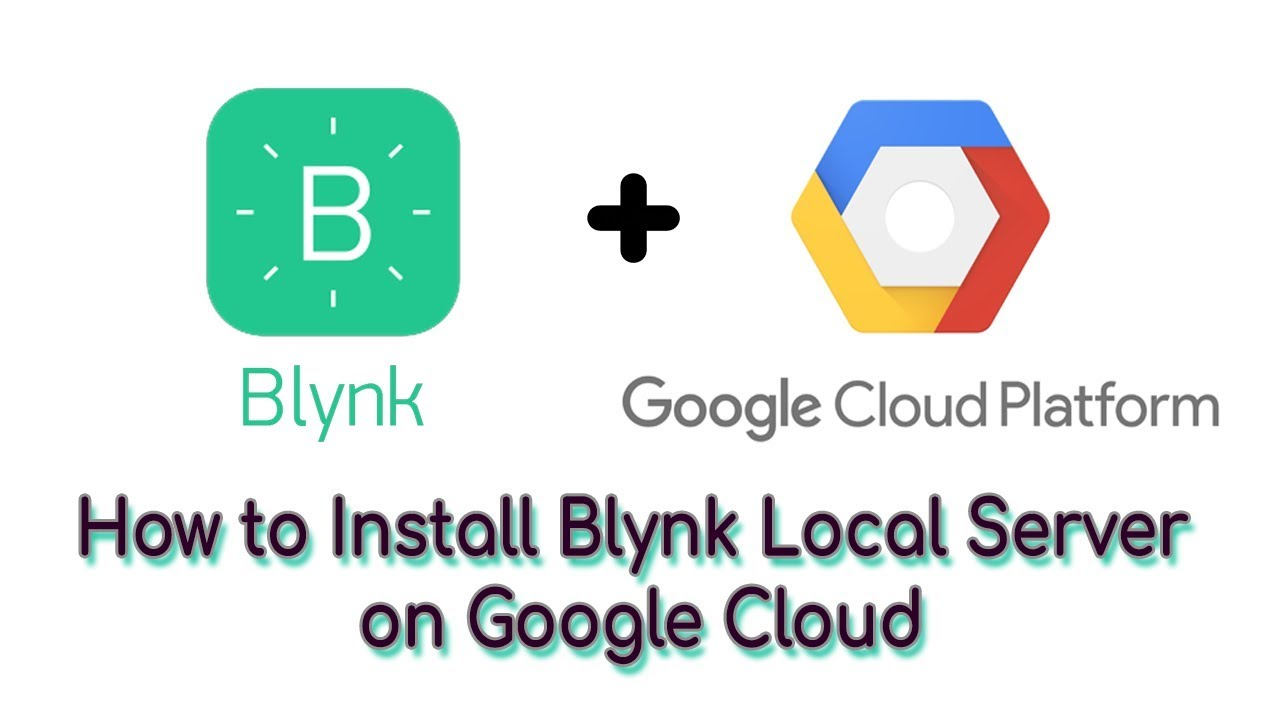 B
Blynk
Google Cloud Platform
How to Install Blynk Local Server
on Google Cloud